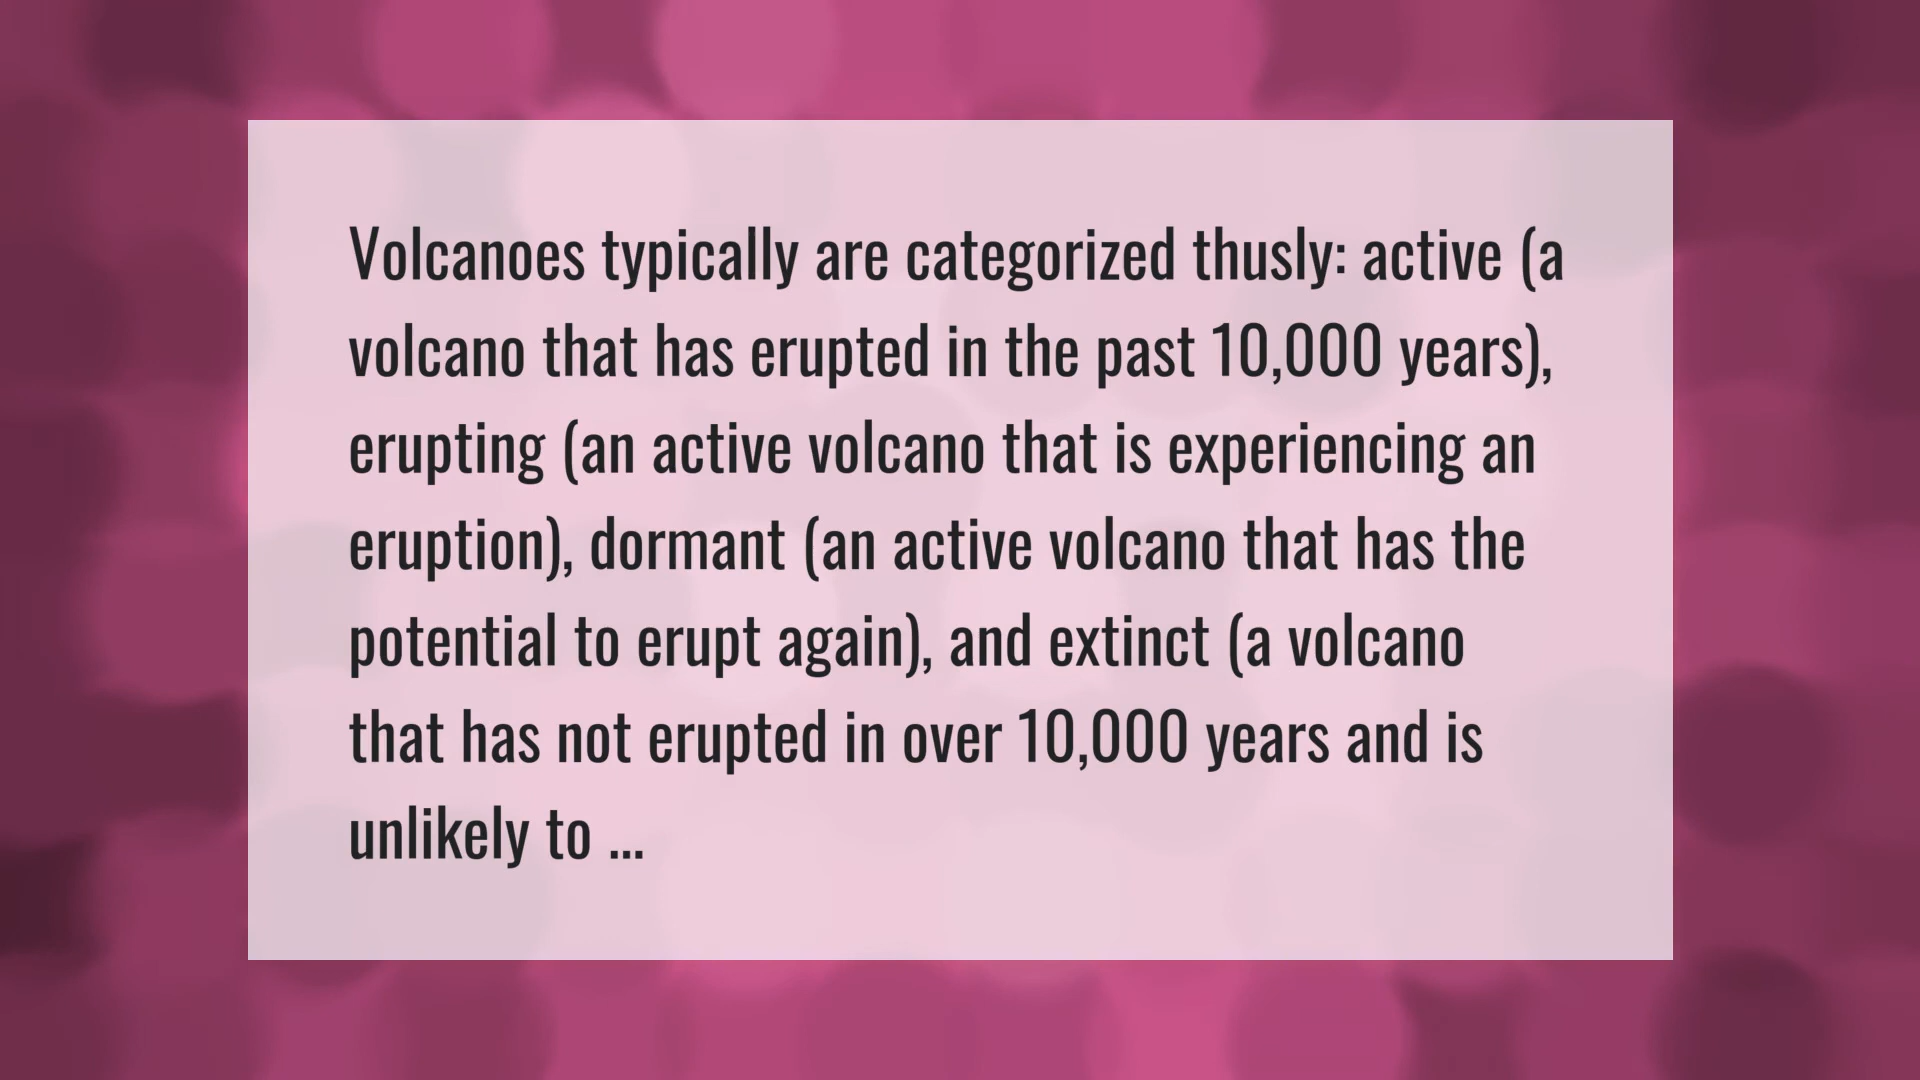 Volcanoes typically are categorized thusly: active (a
volcano that has erupted in the past 10,000 years),
erupting (an active volcano that is experiencing an
eruption), dormant (an active volcano that has the
potential to erupt again), and extinct (a volcano
that has not erupted in over 10,000 years and is
unlikely to ...